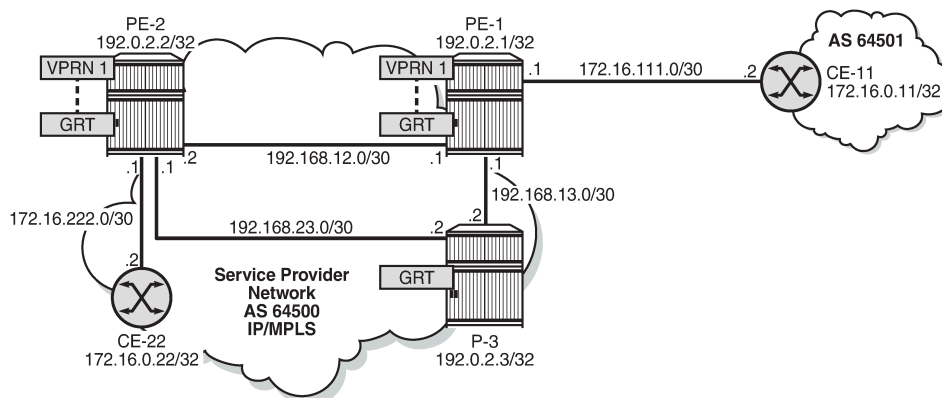 PE-2
192.0.2.2/32
VPRN 1
GRT
PE-1
192.0.2.1/32
VPRN 1
GRT
.1
172.16.111.0/30
.2
AS 64501
CE-11
172.16.0.11/32
.2
192.168.12.0/30
.1
.1
.1
.1
192.168.13.0/30
172.16.222.0/30
192.168.23.0/30
.2
.2
.2
GRT
Service Provider
Network
AS 64500
IP/MPLS
CE-22
172.16.0.22/32
P-3
192.0.2.3/32